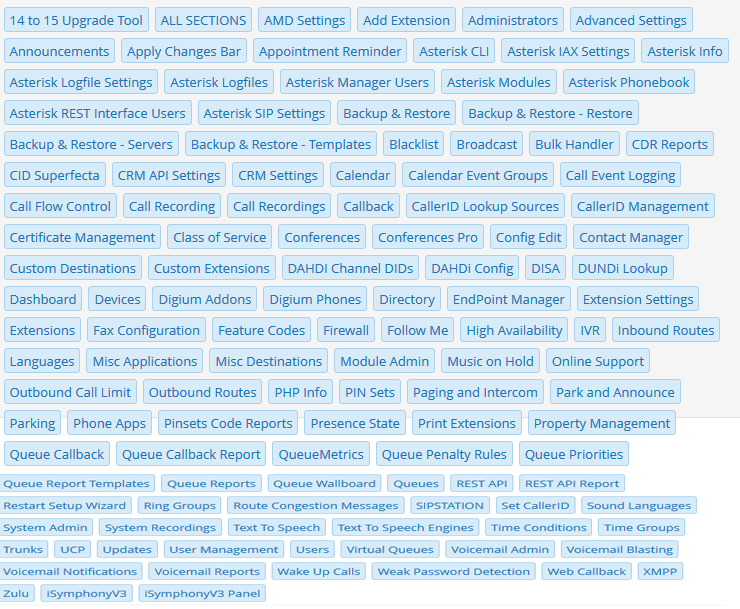 14 to 15 Upgrade Tool ALL SECTIONS AMD Settings Add Extension Administrators Advanced Settings
Announcements Apply Changes Bar Appointment Reminder Asterisk CLI Asterisk IAX Settings Asterisk Info
Asterisk Logfile Settings Asterisk Logfiles Asterisk Manager Users Asterisk Modules Asterisk Phonebook
Asterisk REST Interface Users Asterisk SIP Settings Backup & Restore Backup & Restore - Restore
Backup & Restore - Servers Backup & Restore - Templates Blacklist Broadcast Bulk Handler CDR Reports
CID Superfecta CRM API Settings CRM Settings Calendar Calendar Event Groups Call Event Logging
Call Flow Control Call Recording Call Recordings Callback CallerID Lookup Sources CallerID Management
Certificate Management Class of Service Conferences Conferences Pro Config Edit Contact Manager
Custom Destinations Custom Extensions DAHDI Channel DIDs DAHDi Config DISA DUNDi Lookup
Dashboard Devices Digium Addons Digium Phones Directory EndPoint Manager Extension Settings
Extensions Fax Configuration Feature Codes Firewall Follow Me High Availability IVR Inbound Routes
Languages Misc Applications Misc Destinations Module Admin Music on Hold Online Support
Outbound Call Limit Outbound Routes PHP Info PIN Sets Paging and Intercom Park and Announce
Parking Phone Apps Pinsets Code Reports Presence State Print Extensions Property Management
Queue Callback Queue Callback Report QueueMetrics Queue Penalty Rules Queue Priorities
Queue Report Templates Queue Reports Queue Wallboard Queues REST API REST API Report
Restart Setup Wizard Ring Groups Route Congestion Messages SIPSTATION Set CallerID Sound Languages
System Admin System Recordings Text To Speech Text To Speech Engines Time Conditions Time Groups
Trunks UCP Updates User Management Users Virtual Queues Voicemail Admin Voicemail Blasting
Voicemail Notifications Voicemail Reports Wake Up Calls Weak Password Detection Web Callback XMPP
Zulu iSymphonyV3 iSymphonyV3 Panel